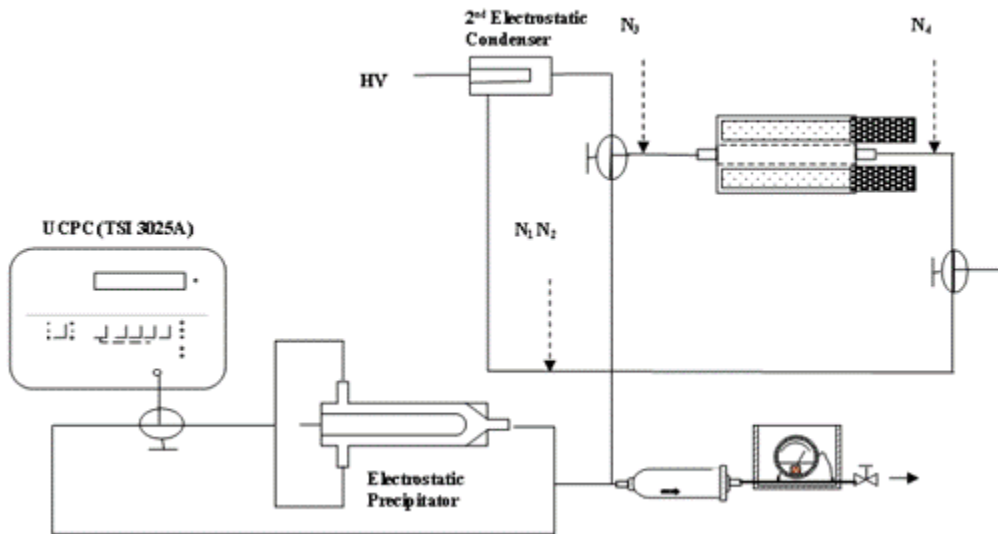 2nd Electrostatic
Condenser
HV
N3
N4
N1 N2
UCPC (TSI 3025A)
Electrostatic
Precipitator